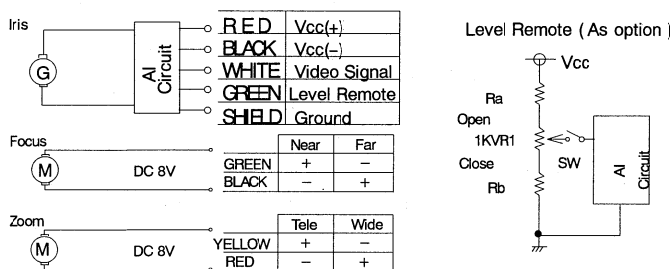 Iris
G
AI Circuit
RED Vcc(+)
BLACK Vcc(−)
WHITE Video Signal
GREEN Level Remote
SHIELD Ground
Focus
M
DC 8V
Near Far
GREEN + −
BLACK − +
Zoom
M
DC 8V
Tele Wide
YELLOW + −
RED − +
Level Remote ( As option )
Vcc
Ra
Open
1KVR1
Close
SW
Rb
AI Circuit